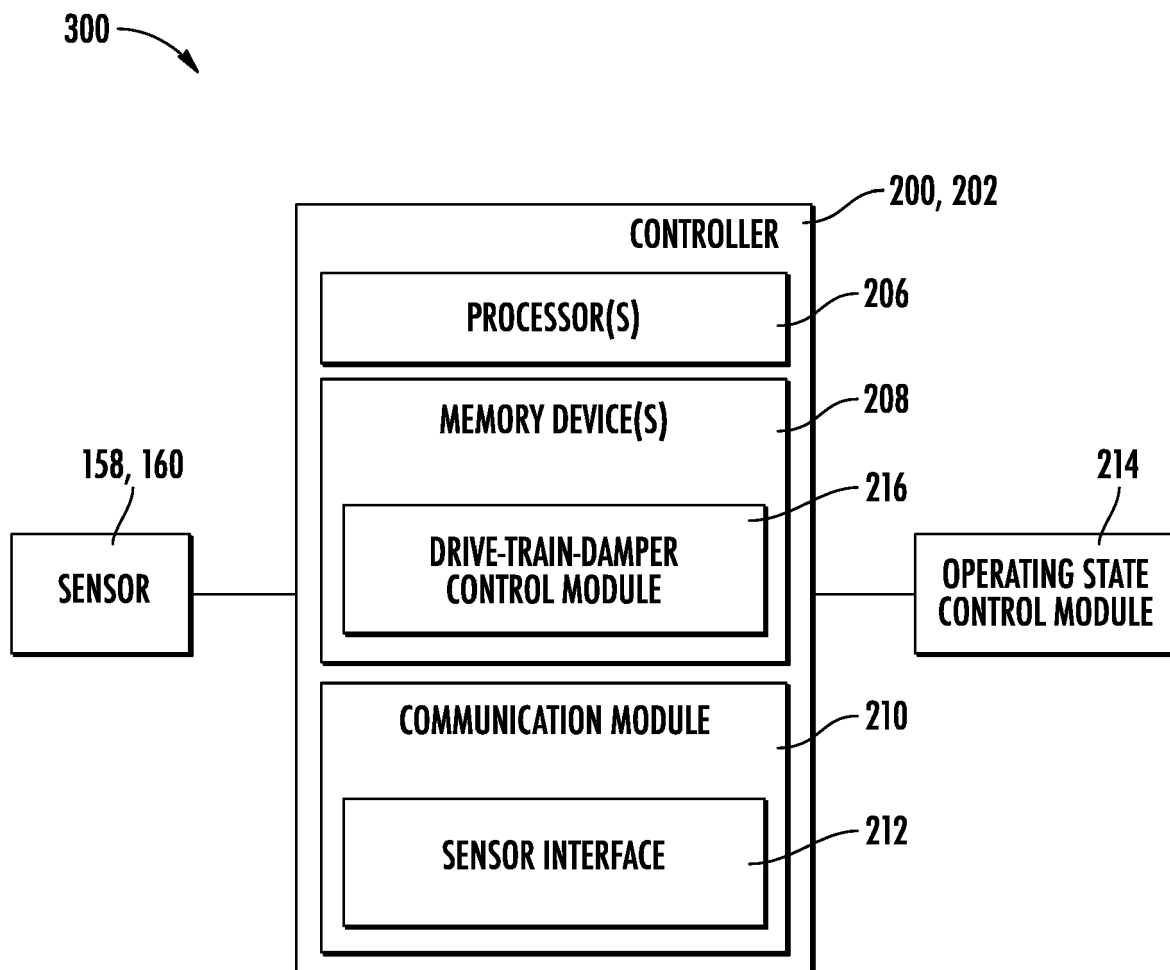 300
200, 202
CONTROLLER
PROCESSOR(S)
206
MEMORY DEVICE(S)
208
158, 160
214
216
SENSOR
DRIVE-TRAIN-DAMPER
CONTROL MODULE
OPERATING STATE
CONTROL MODULE
COMMUNICATION MODULE
210
SENSOR INTERFACE
212